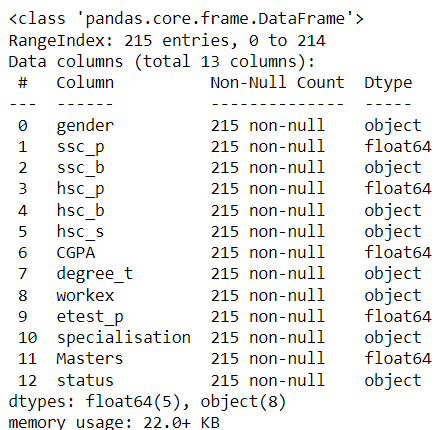 <class 'pandas.core.frame.DataFrame'>
RangeIndex: 215 entries, 0 to 214
Data columns (total 13 columns):
 #   Column          Non-Null Count  Dtype
---  ------          --------------  -----
 0   gender          215 non-null    object
 1   ssc_p           215 non-null    float64
 2   ssc_b           215 non-null    object
 3   hsc_p           215 non-null    float64
 4   hsc_b           215 non-null    object
 5   hsc_s           215 non-null    object
 6   CGPA            215 non-null    float64
 7   degree_t        215 non-null    object
 8   workex          215 non-null    object
 9   etest_p         215 non-null    float64
 10  specialisation  215 non-null    object
 11  Masters         215 non-null    float64
 12  status          215 non-null    object
dtypes: float64(5), object(8)
memory usage: 22.0+ KB